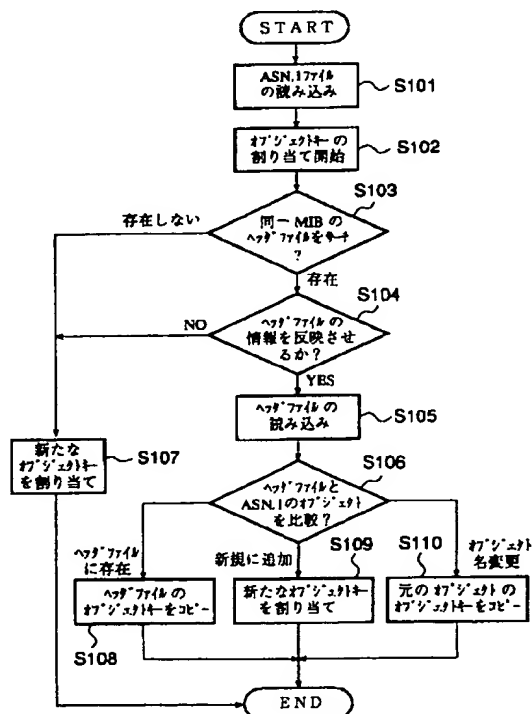 START
ASN.1ファイル
の読み込み
S101
オブジェクトキーの
割り当て開始
S102
S103
存在しない
同一 MIB の
ヘッダファイルをサーチ
?
存在
S104
NO
ヘッダファイルの
情報を反映させ
るか?
YES
ヘッダファイルの
読み込み
S105
新たな
オブジェクトキー
を割り当て
S107
S106
ヘッダファイルと
ASN.1のオブジェクト
を比較?
ヘッダファイル
に存在
新規に追加
S109
S110
オブジェクト
名変更
ヘッダファイルの
オブジェクトキーをコピー
新たなオブジェクトキー
を割り当て
元のオブジェクトの
オブジェクトキーをコピー
S108
END